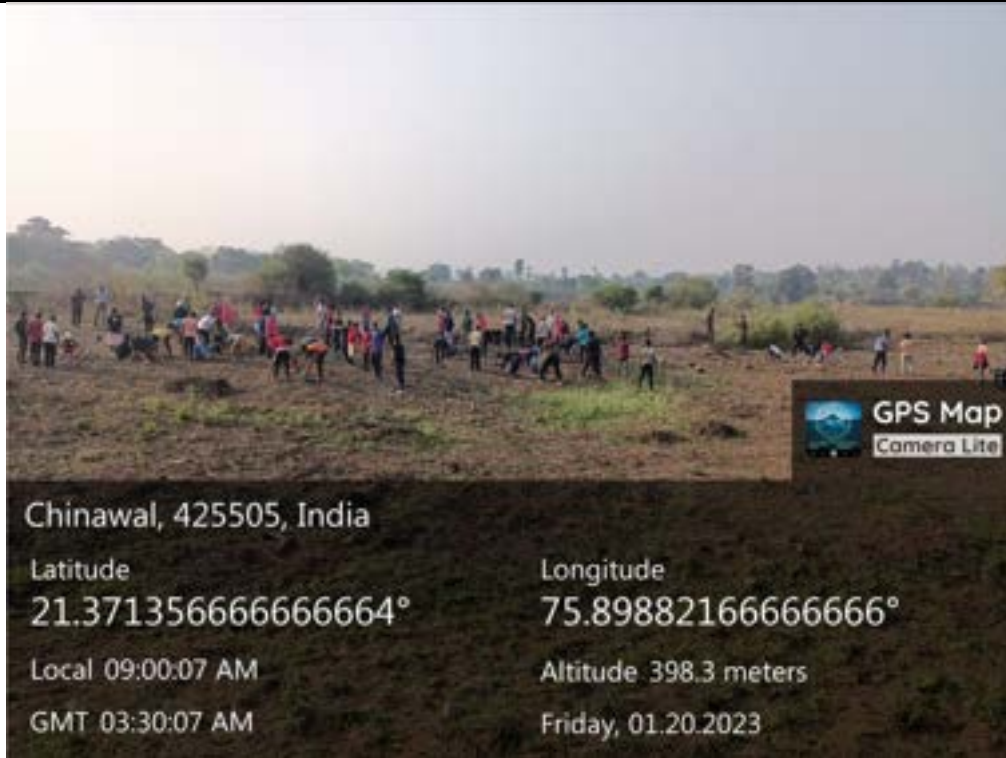 GPS Map
Camera Lite
Chinawal, 425505, India
Latitude
21.371356666666664°
Longitude
75.89882166666666°
Local 09:00:07 AM
Altitude 398.3 meters
GMT 03:30:07 AM
Friday, 01.20.2023